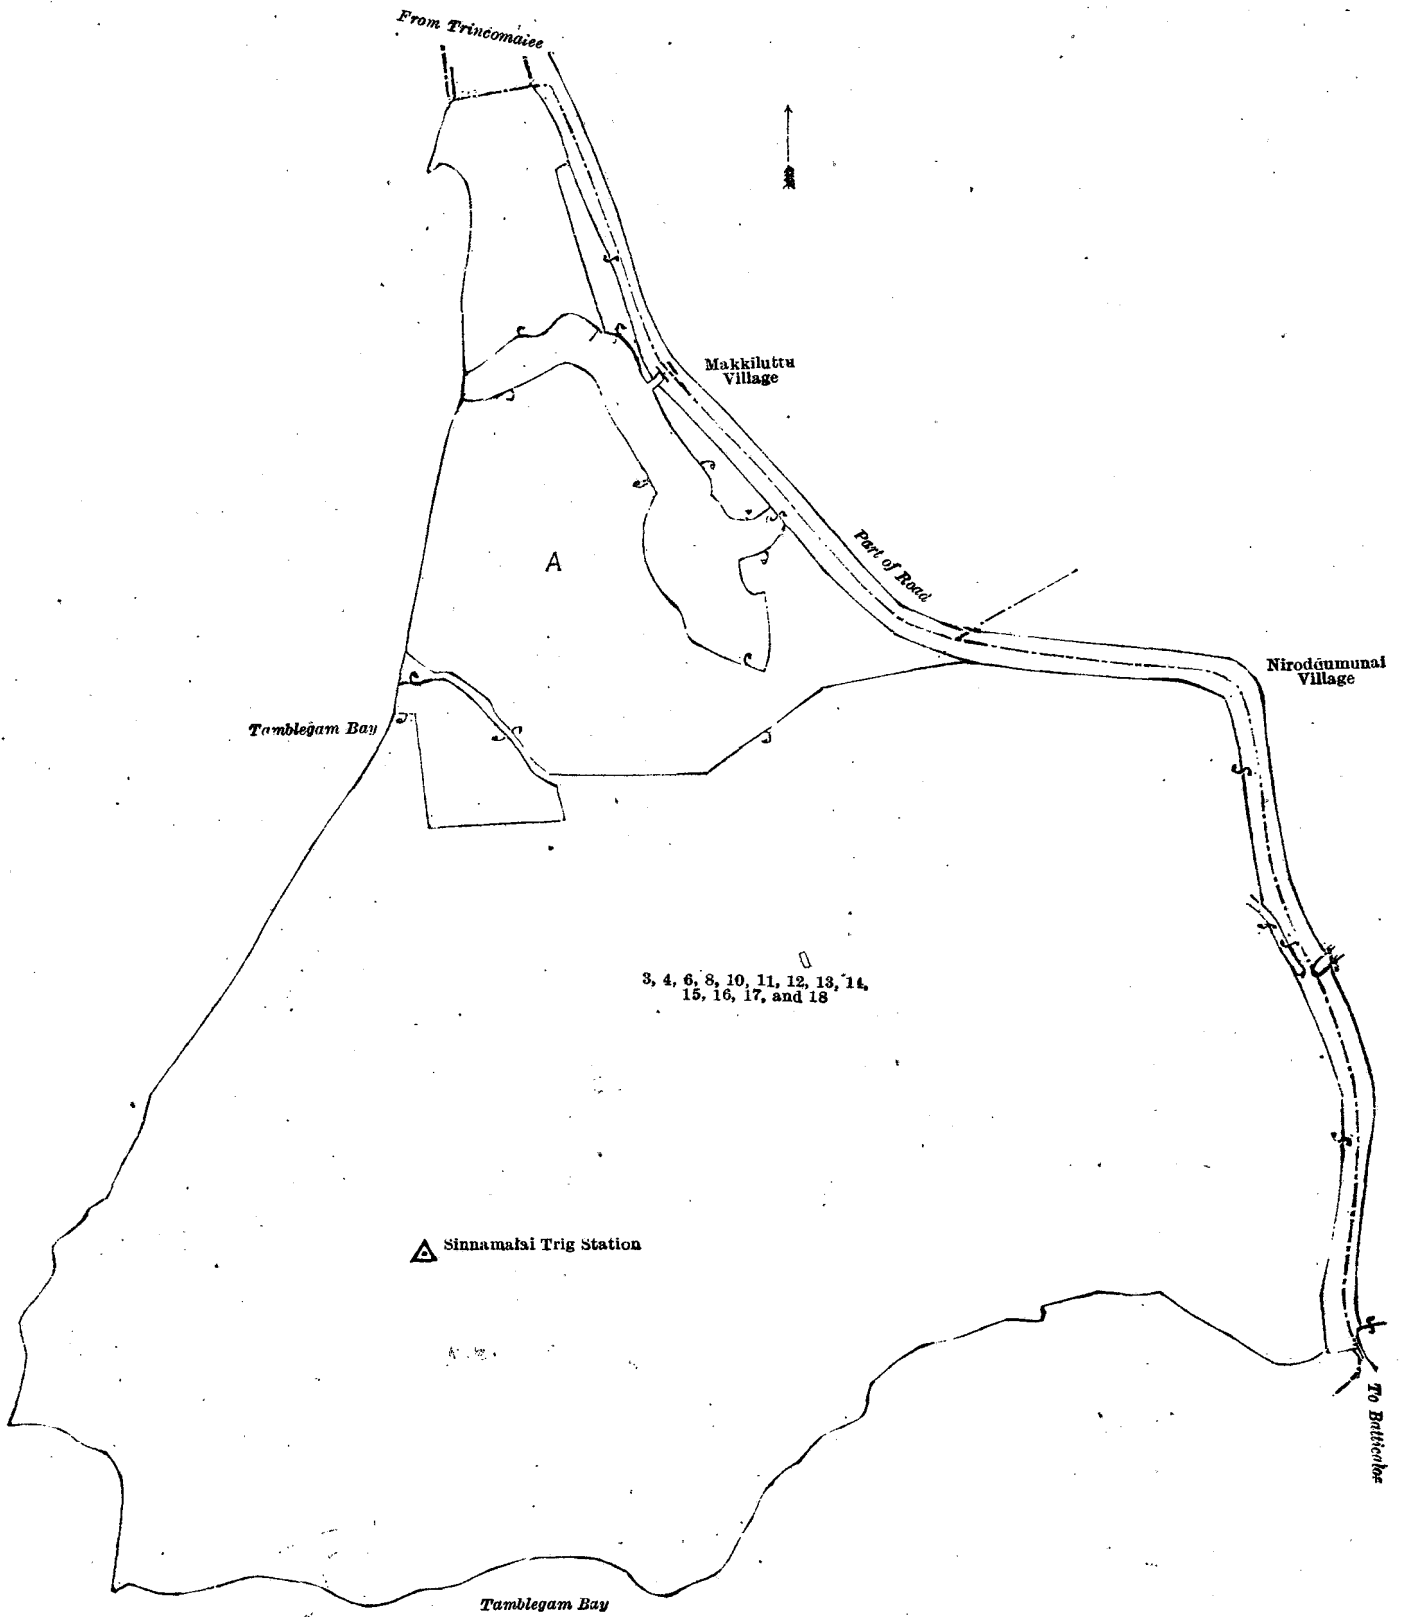 From Trincomalee
Makkiluttu
Village
Part of Road
A
Niroddumunai
Village
Tamblegam Bay
3, 4, 6, 8, 10, 11, 12, 13, 14,
15, 16, 17, and 18
Sinnamalai Trig Station
To Batticaloa
Tamblegam Bay